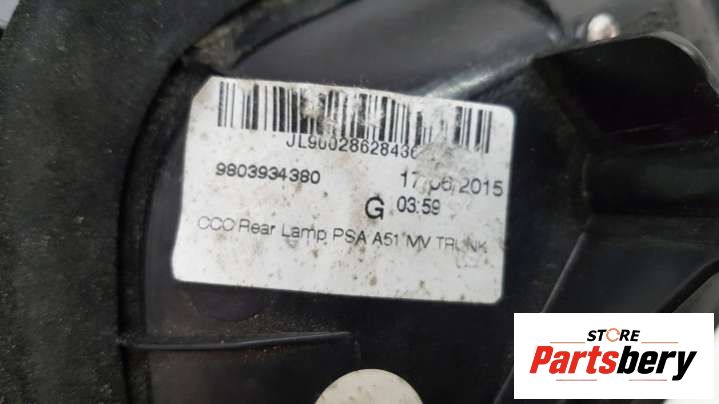 JL90028628436
9803934380
17/06/2015
G 03:59
CCC Rear Lamp PSA A51 MV TRUNK
STORE
Partsbery